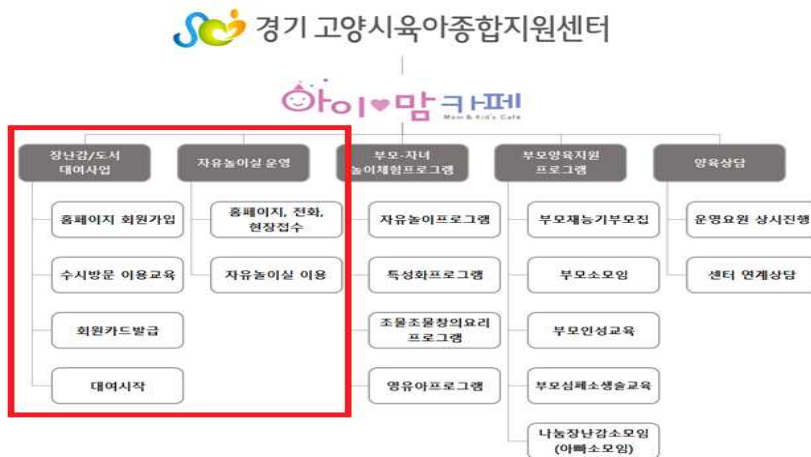 경기 고양시육아종합지원센터
아이♥맘 카페
Mom & Kid's Cafe
장난감/도서
대여사업
홈페이지 회원가입
수시방문 이용교육
회원카드발급
대여시작
자유놀이실 운영
홈페이지, 전화,
현장접수
자유놀이실 이용
부모-자녀
놀이체험프로그램
자유놀이프로그램
특성화프로그램
조물조물창의요리
프로그램
영유아프로그램
부모양육지원
프로그램
부모재능기부모집
부모소모임
부모인성교육
부모심폐소생술교육
나눔장난감소모임
(아빠소모임)
양육상담
운영요원 상시진행
센터 연계상담